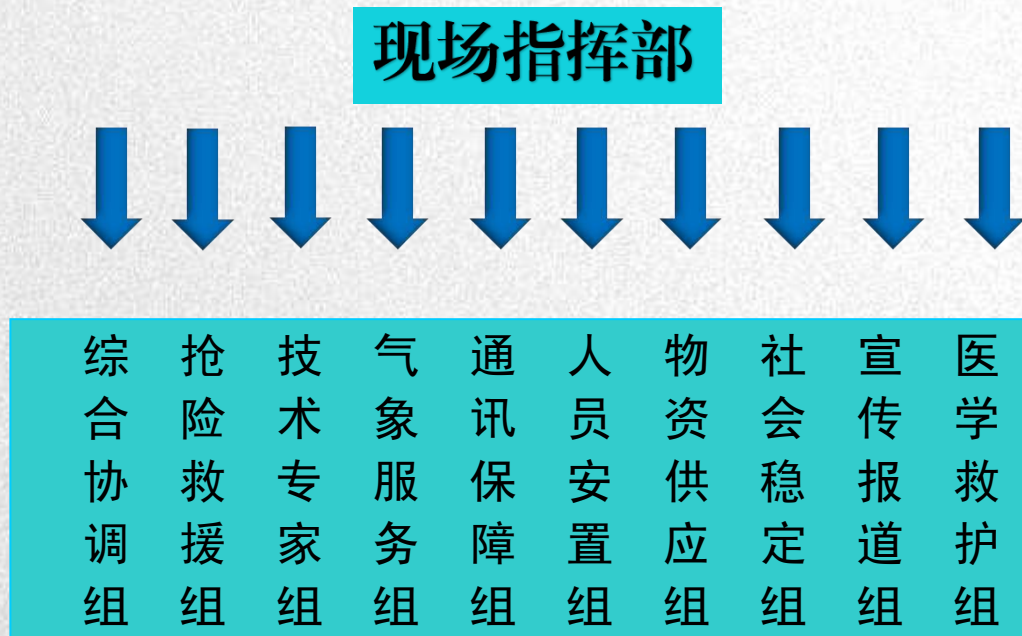 现场指挥部
综合协调组
抢险救援组
技术专家组
气象服务组
通讯保障组
人员安置组
物资供应组
社会稳定组
宣传报道组
医学救护组